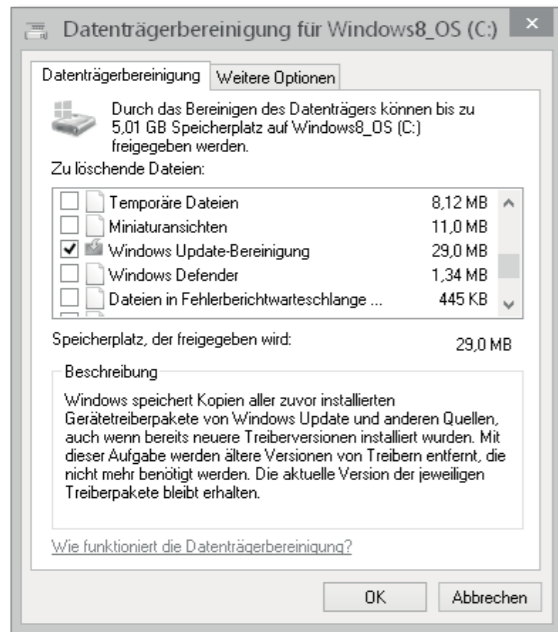 Datenträgerbereinigung für Windows8_OS (C:)
Datenträgerbereinigung
Weitere Optionen
Durch das Bereinigen des Datenträgers können bis zu
5,01 GB Speicherplatz auf Windows8_OS (C:)
freigegeben werden.
Zu löschende Dateien:
Temporäre Dateien 8,12 MB
Miniaturansichten 11,0 MB
Windows Update-Bereinigung 29,0 MB
Windows Defender 1,34 MB
Dateien in Fehlerberichtwarteschlange ... 445 KB
Speicherplatz, der freigegeben wird: 29,0 MB
Beschreibung
Windows speichert Kopien aller zuvor installierten
Gerätetreiberpakete von Windows Update und anderen Quellen,
auch wenn bereits neuere Treiberversionen installiert wurden. Mit
dieser Aufgabe werden ältere Versionen von Treibern entfernt, die
nicht mehr benötigt werden. Die aktuelle Version der jeweiligen
Treiberpakete bleibt erhalten.
Wie funktioniert die Datenträgerbereinigung?
OK
Abbrechen